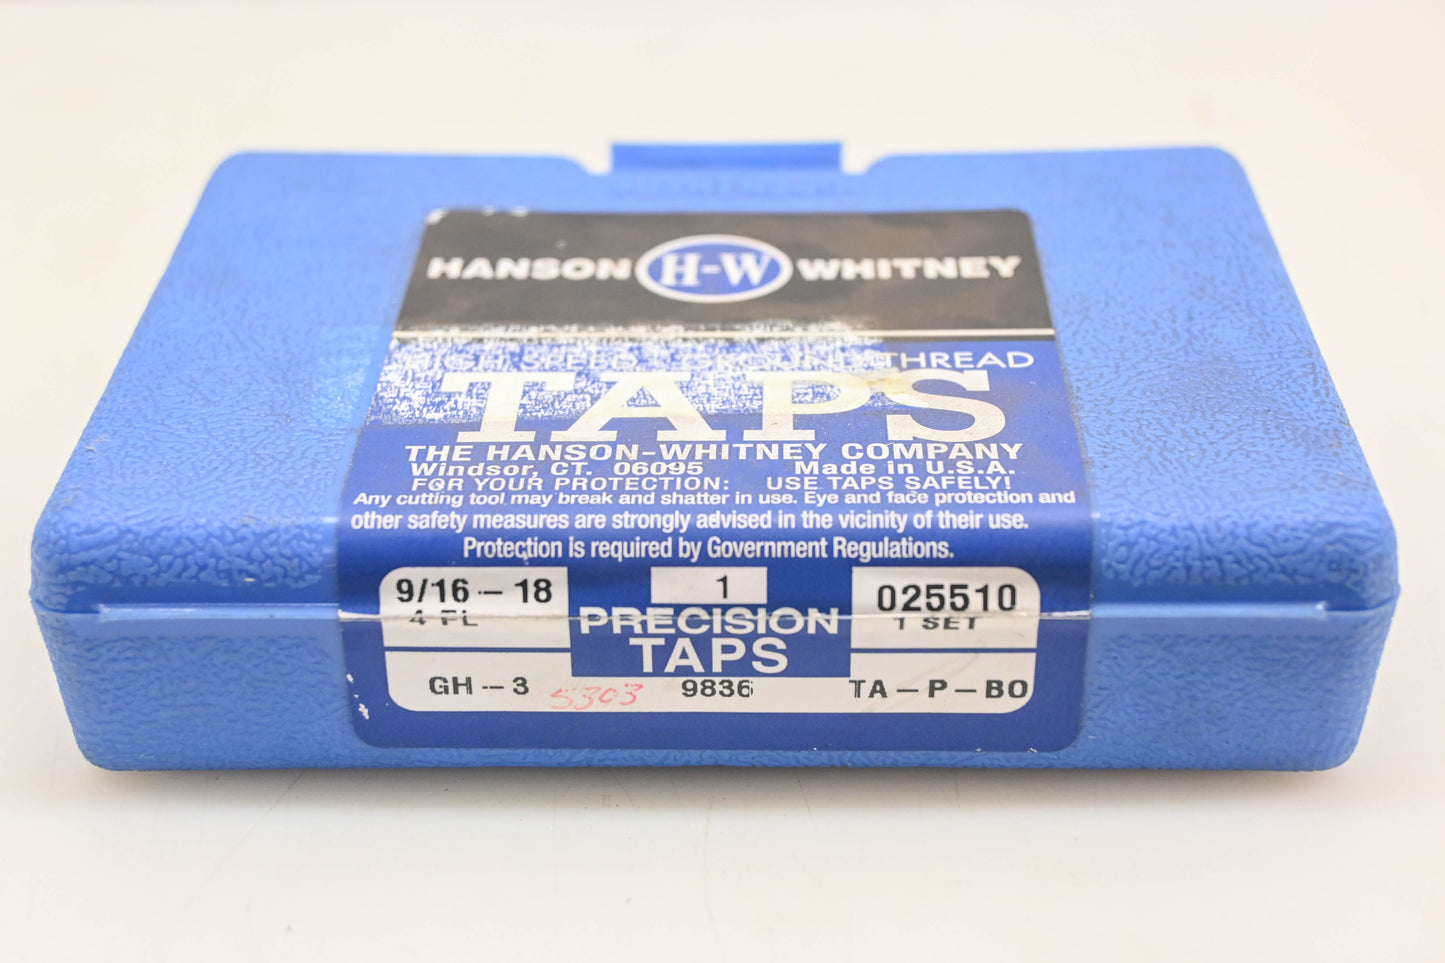 HANSON H-W WHITNEY
HIGH SPEED GROUND THREAD
TAPS
THE HANSON-WHITNEY COMPANY
Windsor, CT. 06095 Made in U.S.A.
FOR YOUR PROTECTION: USE TAPS SAFELY!
Any cutting tool may break and shatter in use. Eye and face protection and
other safety measures are strongly advised in the vicinity of their use.
Protection is required by Government Regulations.
9/16 - 18 1 025510
4 FL PRECISION 1 SET
TAPS
GH - 3 5303 9836 TA - P - BO